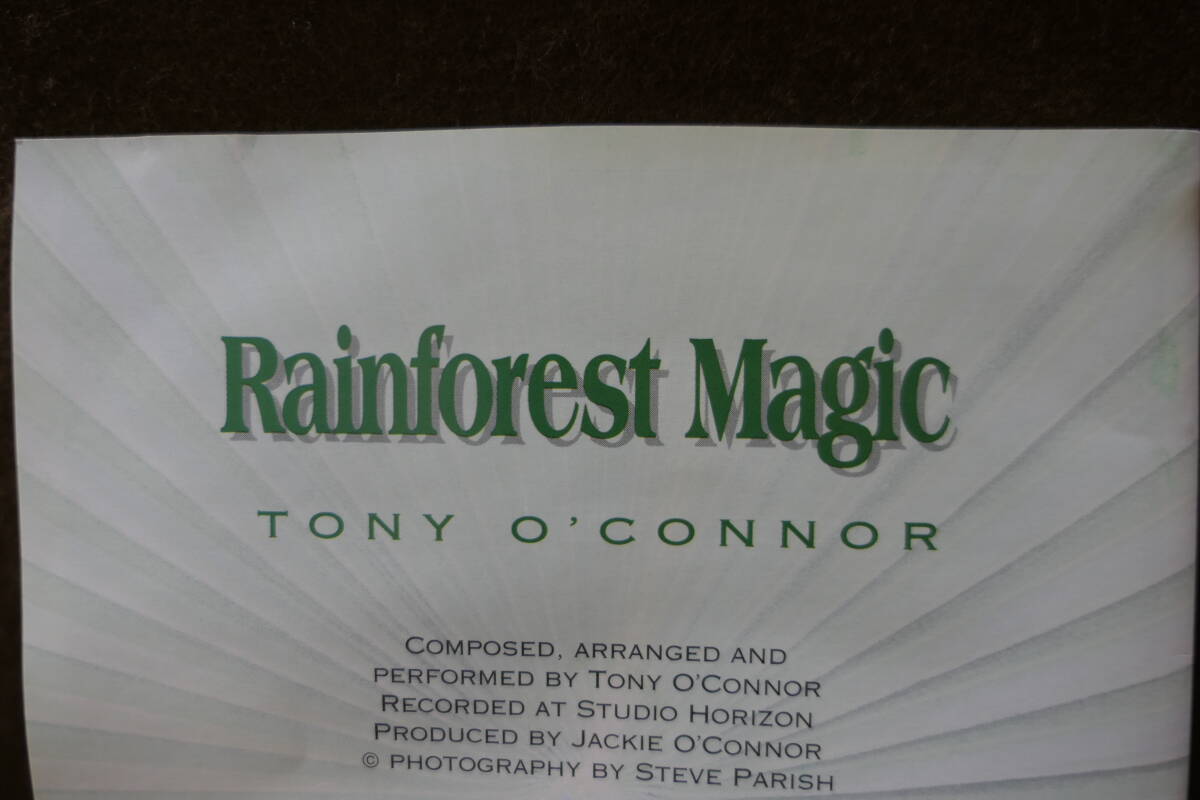 Rainforest Magic
TONY O'CONNOR
COMPOSED, ARRANGED AND
PERFORMED BY TONY O'CONNOR
RECORDED AT STUDIO HORIZON
PRODUCED BY JACKIE O'CONNOR
© PHOTOGRAPHY BY STEVE PARISH